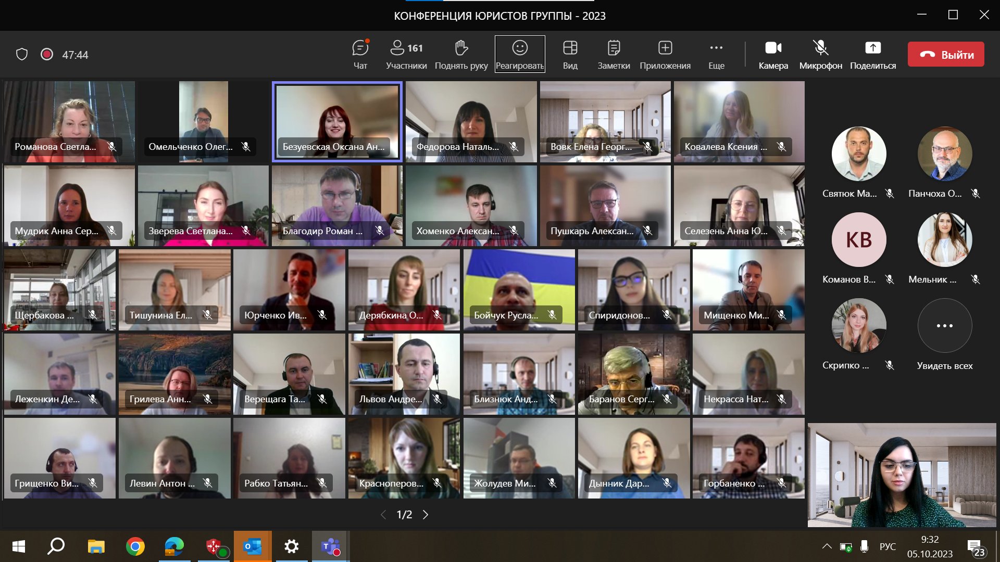 КОНФЕРЕНЦИЯ ЮРИСТОВ ГРУППЫ - 2023
47:44
161
Чат
Участники
Поднять руку
Реагировать
Вид
Заметки
Приложения
Еще
Камера
Микрофон
Поделиться
Выйти
Романова Светла...
Омельченко Олег...
Безуевская Оксана Ан...
Федорова Наталь...
Вовк Елена Георг...
Ковалева Ксения ...
Мудрик Анна Сер...
Зверева Светлана...
Благодир Роман ...
Хоменко Алексан...
Пушкарь Алексан...
Селезень Анна Ю...
Щербакова ...
Тишунина Ел...
Юрченко Ив...
Дерябкина О...
Бойчук Русла...
Спиридонов...
Мищенко Ми...
Леженкин Де...
Грилева Анн...
Верещага Та...
Львов Андре...
Близнюк Анд...
Баранов Серг...
Некрасса Нат...
Грищенко Ви...
Левин Антон ...
Рабко Татьян...
Красноперов...
Жолудев Ми...
Дынник Дар...
Горбаненко ...
Святюк Ма...
Панчоха О...
КВ
Команов В...
Мельник ...
Скрипко ...
Увидеть всех
1/2
РУС
9:32
05.10.2023
23